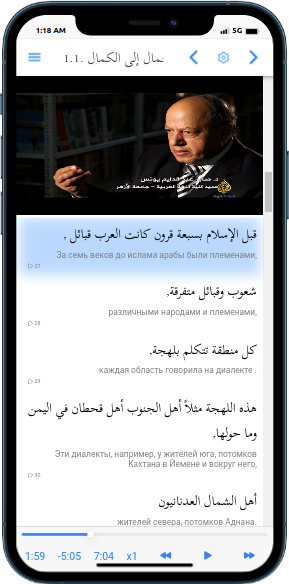 1:18 AM
5G
1.1. جمال إلى الكمال
د. صابر عبد الدايم يونس
عميد كلية اللغة العربية – جامعة الأزهر
قبل الإسلام بسبعة قرون كانت العرب قبائل ,
За семь веков до ислама арабы были племенами,
27
شعوب وقبائل متفرقة,
различными народами и племенами,
28
كل منطقة تتكلم بلهجة,
каждая область говорила на диалекте .
29
هذه اللهجة مثلاً أهل الجنوب أهل قحطان في اليمن
وما حولها,
Эти диалекты, например, у жителей юга, потомков
Кахтана в Йемене и вокруг него,
30
أهل الشمال العدنانيون
жителей севера, потомков Аднана.
1:59
-5:05
7:04
x1